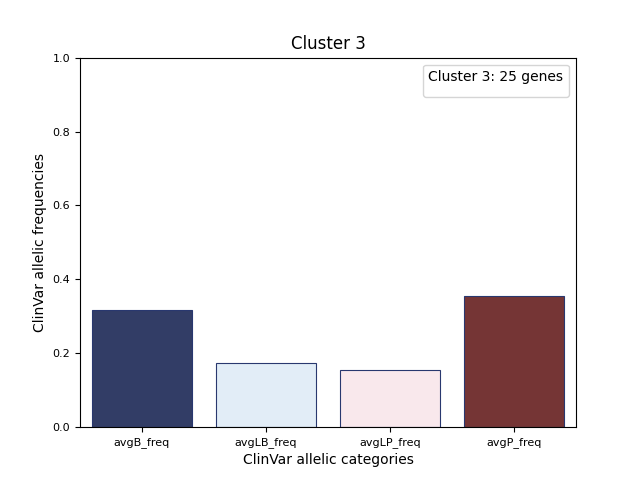 Cluster 3
Cluster 3: 25 genes
ClinVar allelic frequencies
1.0
0.8
0.6
0.4
0.2
0.0
avgB_freq avgLB_freq avgLP_freq avgP_freq
ClinVar allelic categories